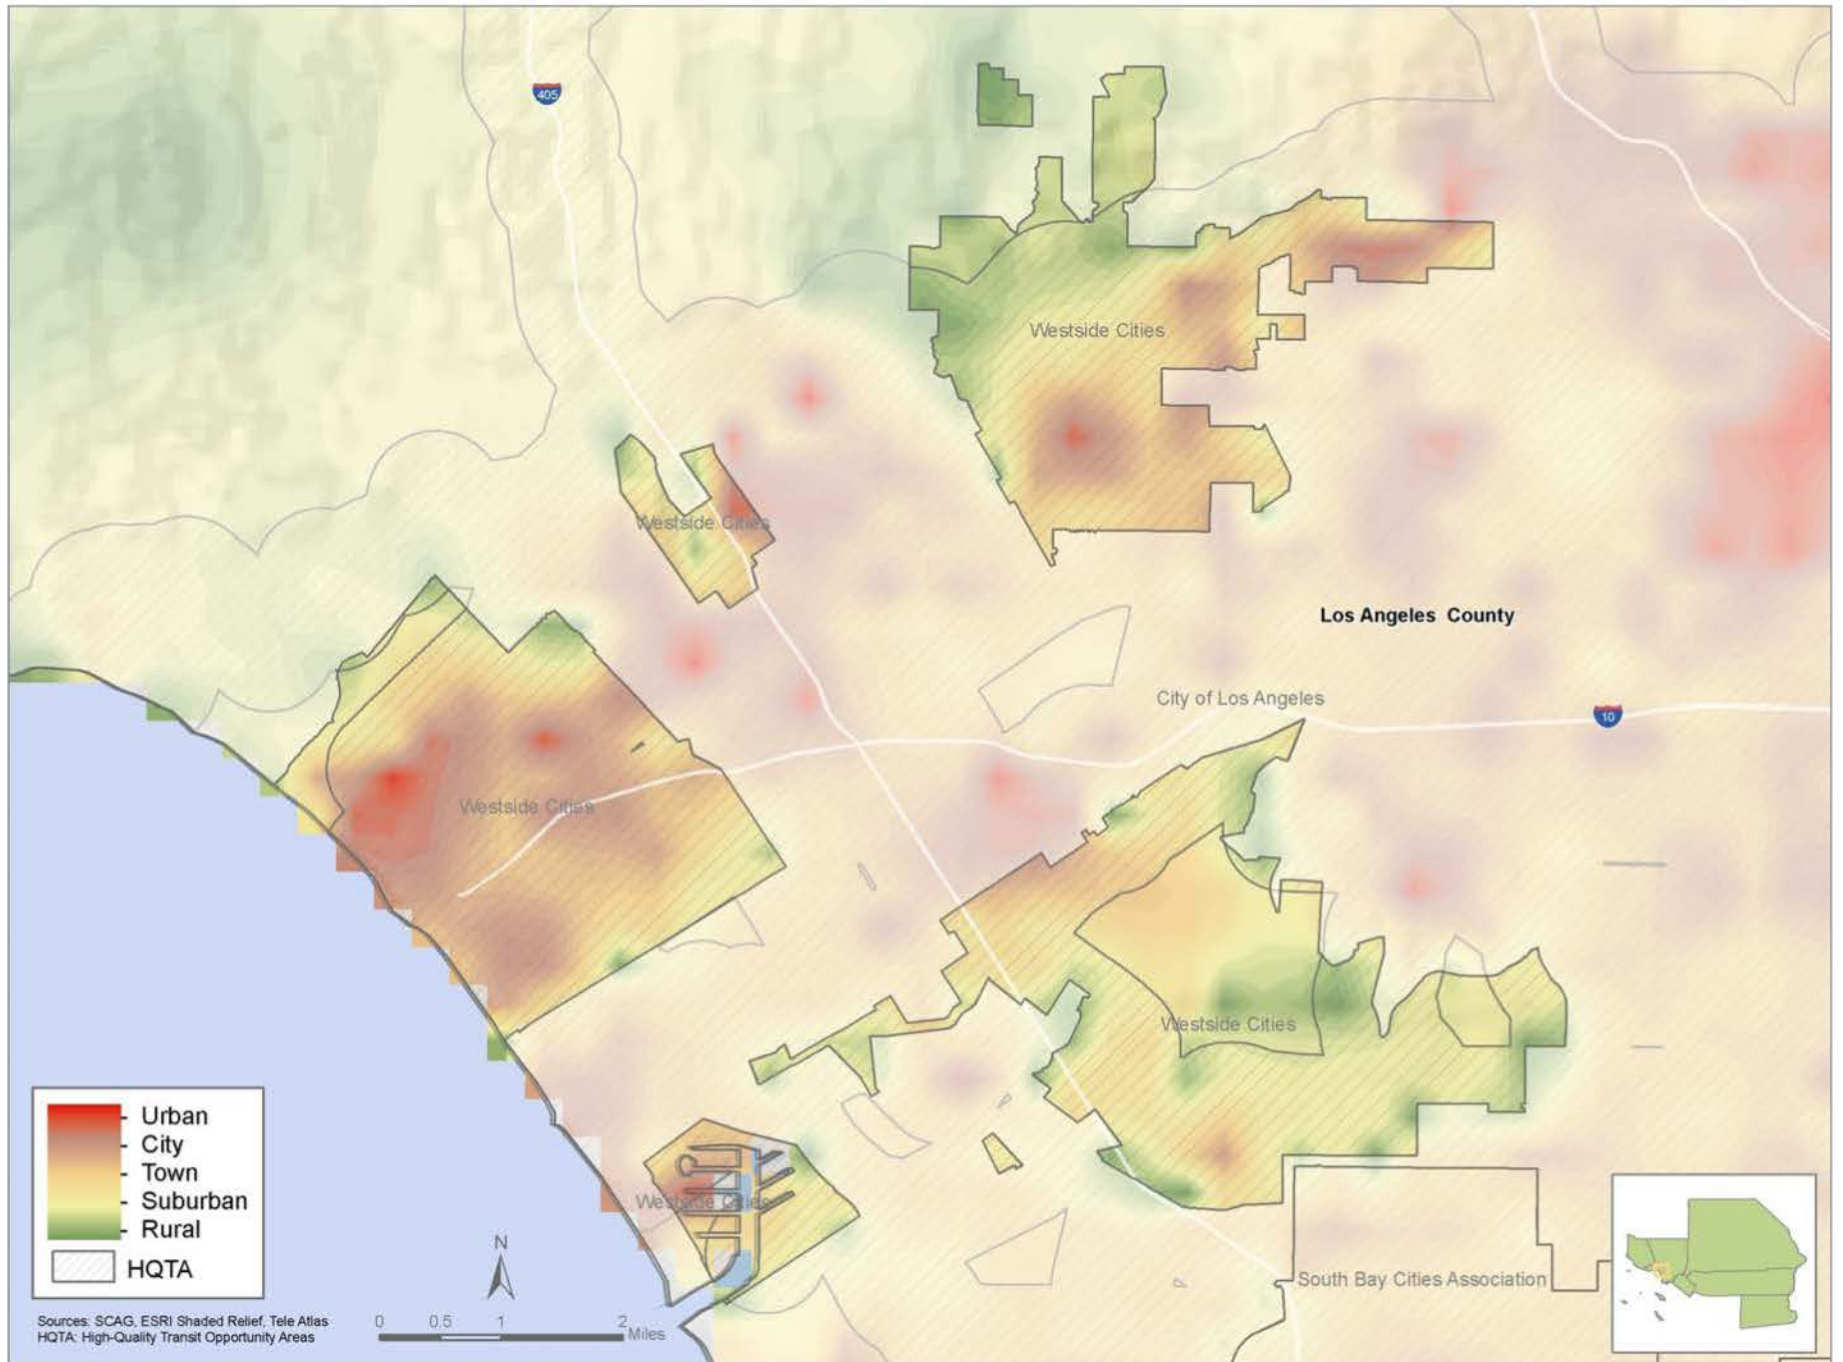 405
Westside Cities
Westside Cities
Los Angeles County
City of Los Angeles
10
Westside Cities
Westside Cities
Westside Cities
South Bay Cities Association
Urban
City
Town
Suburban
Rural
HQTA
N
0 0.5 1 2
Miles
Sources: SCAG, ESRI Shaded Relief, Tele Atlas
HQTA: High-Quality Transit Opportunity Areas